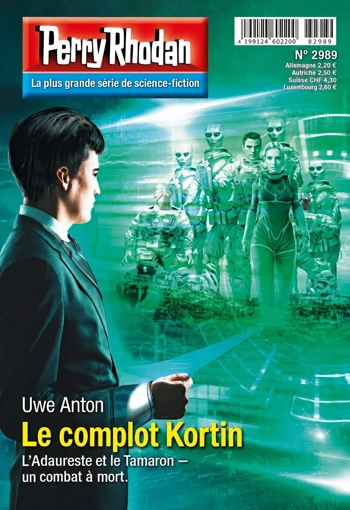 Perry Rhodan
La plus grande série de science-fiction
4 199124 602200 82989
N° 2989
Allemagne 2,20 €
Autriche 2,50 €
Suisse CHF 4,30
Luxembourg 2,60 €
Uwe Anton
Le complot Kortin
L'Adaureste et le Tamaron —
un combat à mort.